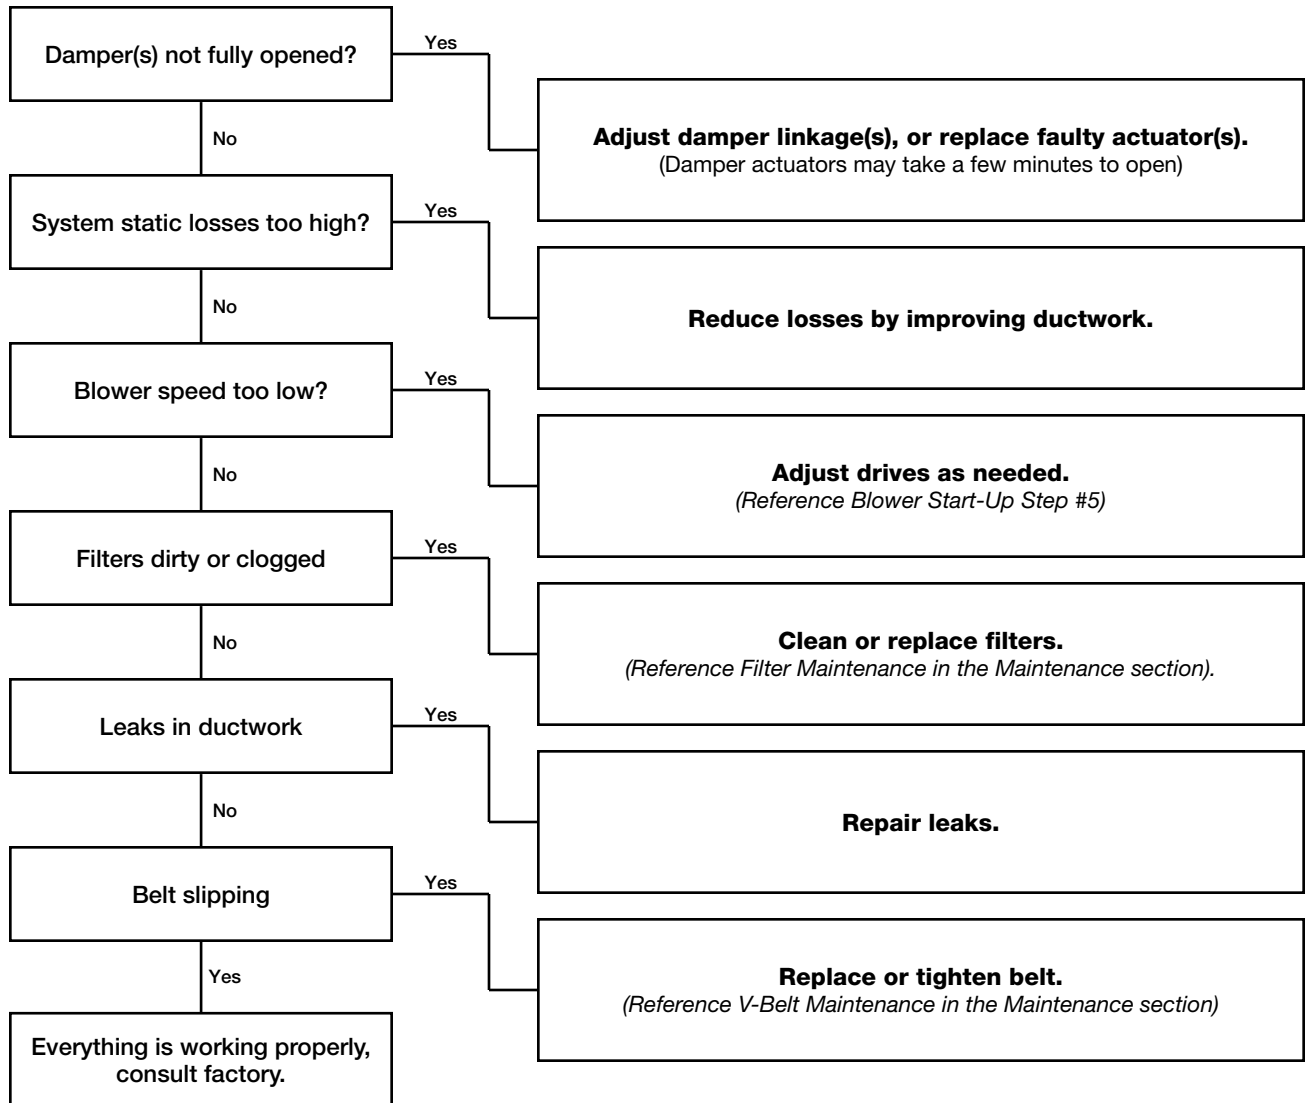 Damper(s) not fully opened?
Yes
Adjust damper linkage(s), or replace faulty actuator(s).
(Damper actuators may take a few minutes to open)
No
System static losses too high?
Yes
Reduce losses by improving ductwork.
No
Blower speed too low?
Yes
Adjust drives as needed.
(Reference Blower Start-Up Step #5)
No
Filters dirty or clogged
Yes
Clean or replace filters.
(Reference Filter Maintenance in the Maintenance section).
No
Leaks in ductwork
Yes
Repair leaks.
No
Belt slipping
Yes
Replace or tighten belt.
(Reference V-Belt Maintenance in the Maintenance section)
Yes
Everything is working properly,
consult factory.